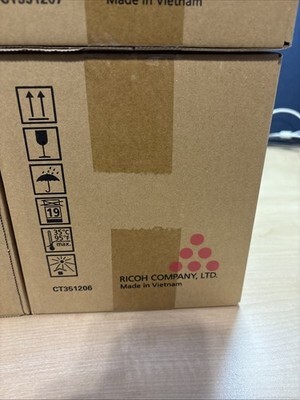 CT351207
Made in Vietnam
19
35°C
95°F
max.
RICOH COMPANY, LTD.
Made in Vietnam
CT351206